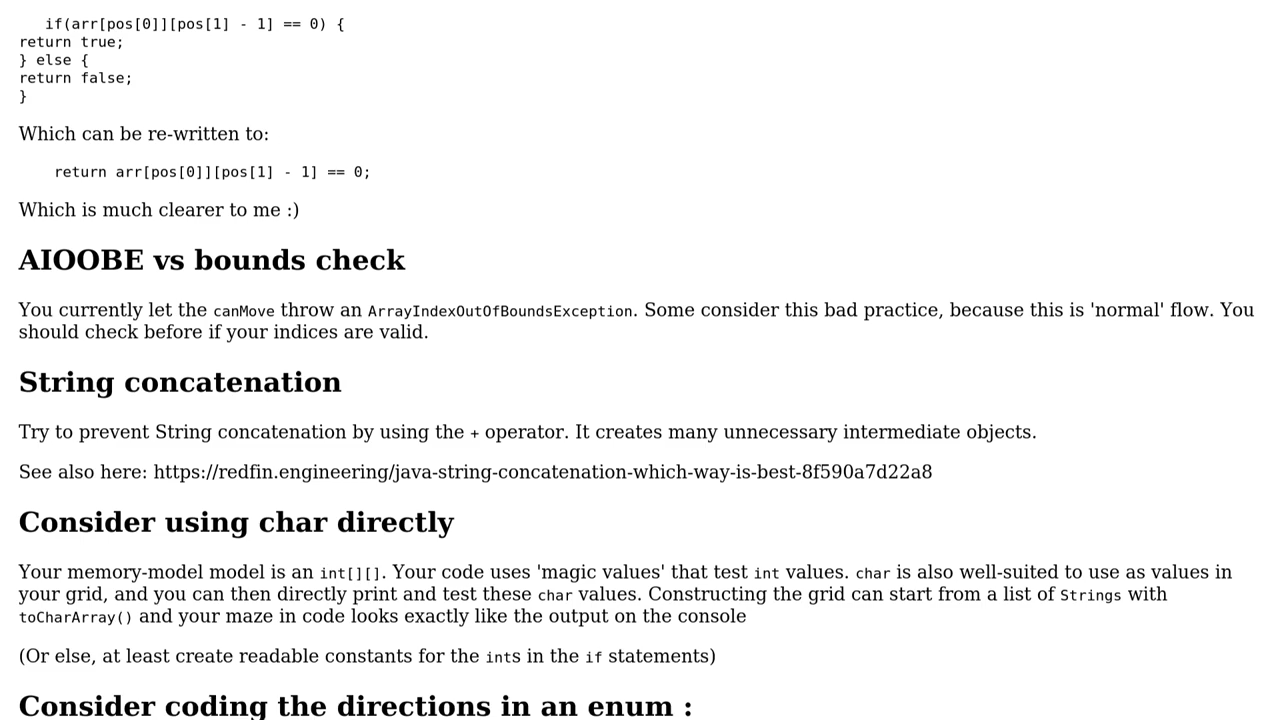 if(arr[pos[0]][pos[1] - 1] == 0) {
return true;
} else {
return false;
}
Which can be re-written to:
return arr[pos[0]][pos[1] - 1] == 0;
Which is much clearer to me :)
AIOOBE vs bounds check
You currently let the canMove throw an ArrayIndexOutOfBoundsException. Some consider this bad practice, because this is 'normal' flow. You
should check before if your indices are valid.
String concatenation
Try to prevent String concatenation by using the + operator. It creates many unnecessary intermediate objects.
See also here: https://redfin.engineering/java-string-concatenation-which-way-is-best-8f590a7d22a8
Consider using char directly
Your memory-model model is an int[][]. Your code uses 'magic values' that test int values. char is also well-suited to use as values in
your grid, and you can then directly print and test these char values. Constructing the grid can start from a list of Strings with
toCharArray() and your maze in code looks exactly like the output on the console
(Or else, at least create readable constants for the ints in the if statements)
Consider coding the directions in an enum :